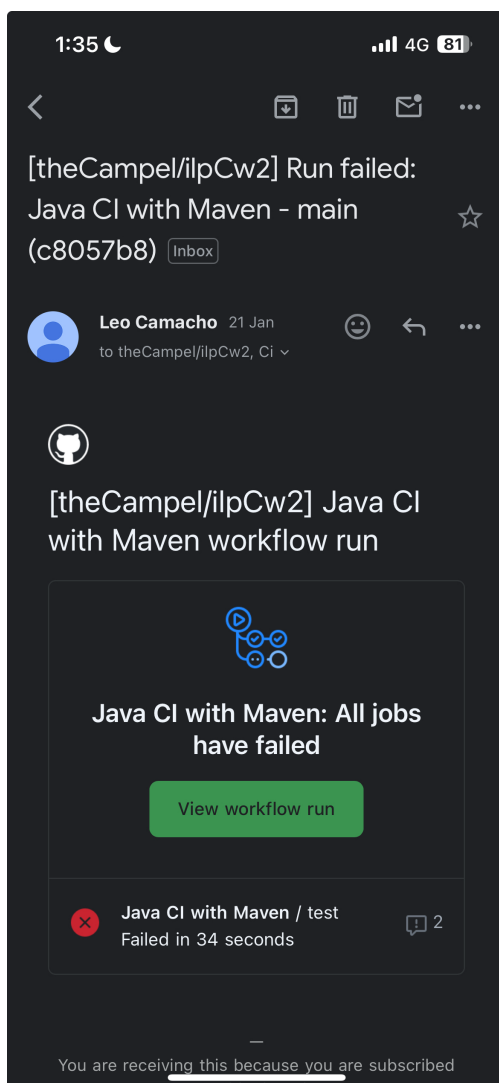 1:35 4G 81
[theCampel/ilpCw2] Run failed:
Java CI with Maven - main
(c8057b8) Inbox
Leo Camacho 21 Jan
to theCampel/ilpCw2, Ci
[theCampel/ilpCw2] Java CI
with Maven workflow run
Java CI with Maven: All jobs
have failed
View workflow run
Java CI with Maven / test
2
Failed in 34 seconds
—
You are receiving this because you are subscribed